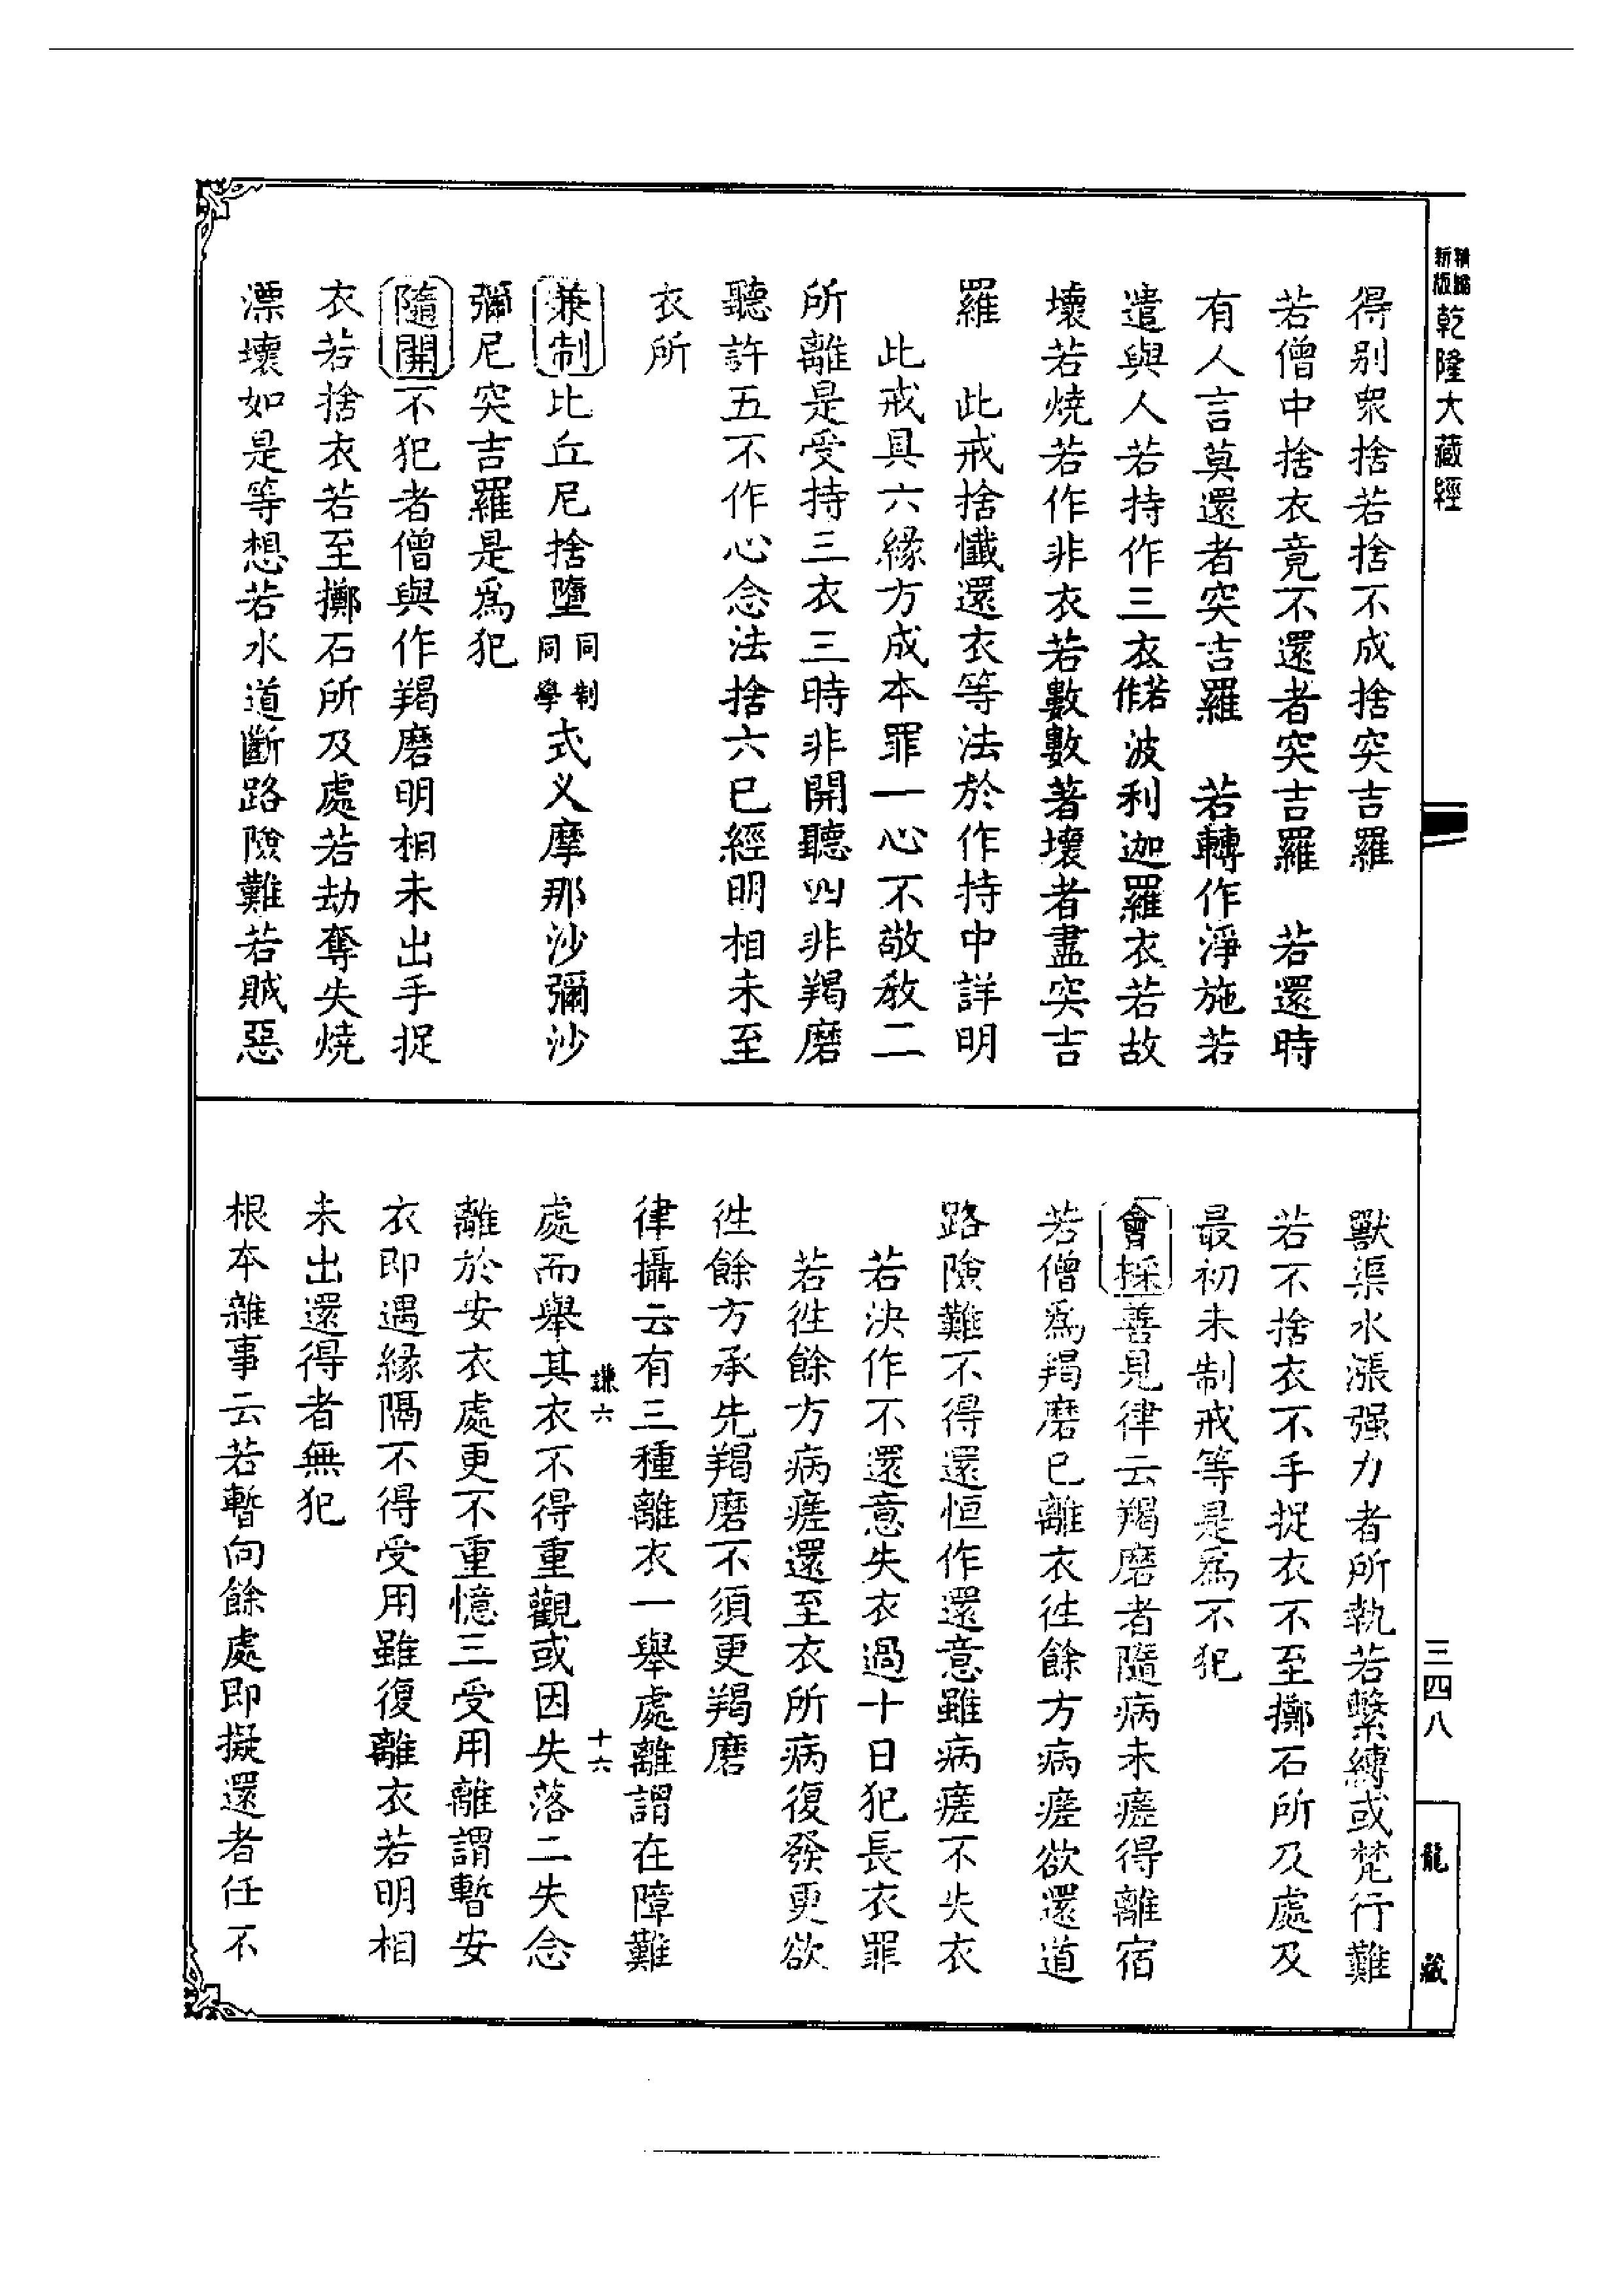 新版
精縮
乾隆大藏經
得別衆捨若捨不成捨突吉羅
若僧中捨衣竟不還者突吉羅　若還時
有人言莫還者突吉羅　若轉作淨施若
遣與人若持作三衣若作波利迦羅衣若故
壞若燒若作非衣若數數著壞者盡突吉
羅　此戒捨懺還衣等法於作持中詳明
此戒具六緣方成本罪一心不敬教二
所離是受持三衣三時非開聽四非羯磨
聽許五不作心念法捨六已經明相未至
衣所
兼制比丘尼捨墮同制同學式义摩那沙彌沙
彌尼突吉羅是爲犯
隨開不犯者僧與作羯磨明相未出手捉
衣若捨衣若至擲石所及處若劫奪失燒
漂壞如是等想若水道斷路險難若賊惡
獸渠水漲强力者所執若繫縛或梵行難
若不捨衣不手捉衣不至擲石所及處及
最初未制戒等是爲不犯
會採善見律云羯磨者隨病未瘥得離宿
若僧爲羯磨已離衣徃餘方病瘥欲還道
路險難不得還恒作還意雖病瘥不失衣
若決作不還意失衣過十日犯長衣罪
若徃餘方病瘥還至衣所病復發更欲
徃餘方承先羯磨不須更羯磨
律攝云有三種離衣一舉處離謂在障難
謙六
十六
處而舉其衣不得重觀或因失落二失念
離於安衣處更不重憶三受用離謂暫安
衣即遇緣隔不得受用雖復離衣若明相
未出還得者無犯
根本雜事云若暫向餘處即擬還者任不
三四八
龍藏